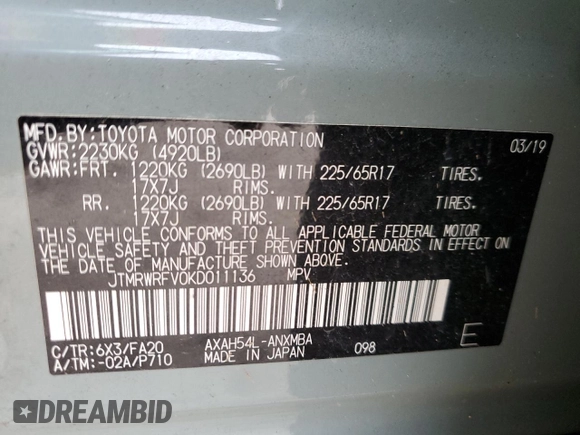 MFD.BY:TOYOTA MOTOR CORPORATION 03/19
GVWR:2230KG (4920LB)
GAWR:FRT. 1220KG (2690LB) WITH 225/65R17 TIRES.
17X7J RIMS.
RR. 1220KG (2690LB) WITH 225/65R17 TIRES.
17X7J RIMS.
THIS VEHICLE CONFORMS TO ALL APPLICABLE FEDERAL MOTOR
VEHICLE SAFETY AND THEFT PREVENTION STANDARDS IN EFFECT ON
THE DATE OF MANUFACTURE SHOWN ABOVE.
JTMRWRFV0KD011136 MPV
C/TR:6X3/FA20 AXAH54L-ANXMBA E
A/TM:-02A/P710 MADE IN JAPAN 098
DREAMBID